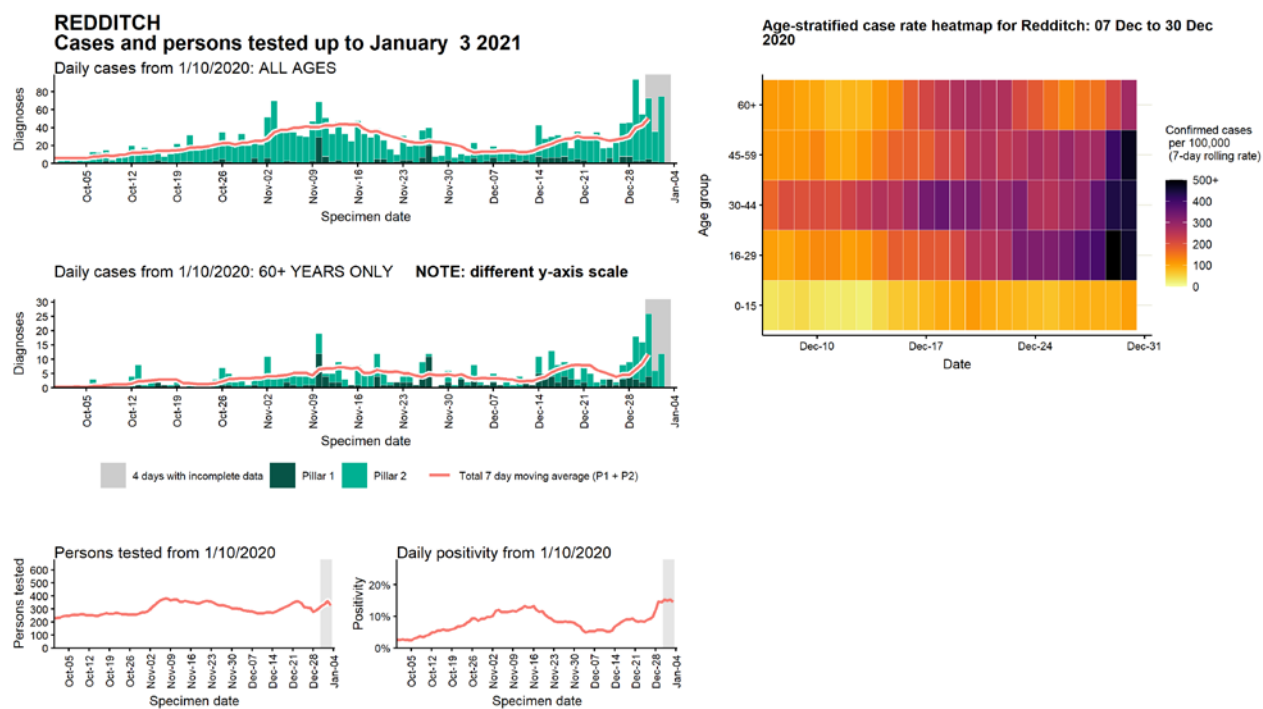 REDDITCH
Cases and persons tested up to January 3 2021
Daily cases from 1/10/2020: ALL AGES
Diagnoses
80
60
40
20
0
Oct-05
Oct-12
Oct-19
Oct-26
Nov-02
Nov-09
Nov-16
Nov-23
Nov-30
Dec-07
Dec-14
Dec-21
Dec-28
Jan-04
Specimen date
Daily cases from 1/10/2020: 60+ YEARS ONLY NOTE: different y-axis scale
Diagnoses
30
25
20
15
10
5
0
Oct-05
Oct-12
Oct-19
Oct-26
Nov-02
Nov-09
Nov-16
Nov-23
Nov-30
Dec-07
Dec-14
Dec-21
Dec-28
Jan-04
Specimen date
4 days with incomplete data
Pillar 1
Pillar 2
Total 7 day moving average (P1 + P2)
Persons tested from 1/10/2020
Persons tested
600
500
400
300
200
100
0
Oct-05
Oct-12
Oct-19
Oct-26
Nov-02
Nov-09
Nov-16
Nov-23
Nov-30
Dec-07
Dec-14
Dec-21
Dec-28
Jan-04
Specimen date
Daily positivity from 1/10/2020
Positivity
20%
10%
0%
Oct-05
Oct-12
Oct-19
Oct-26
Nov-02
Nov-09
Nov-16
Nov-23
Nov-30
Dec-07
Dec-14
Dec-21
Dec-28
Jan-04
Specimen date
Age-stratified case rate heatmap for Redditch: 07 Dec to 30 Dec
2020
Age group
60+
45-59
30-44
16-29
0-15
Dec-10
Dec-17
Dec-24
Dec-31
Date
Confirmed cases
per 100,000
(7-day rolling rate)
500+
400
300
200
100
0